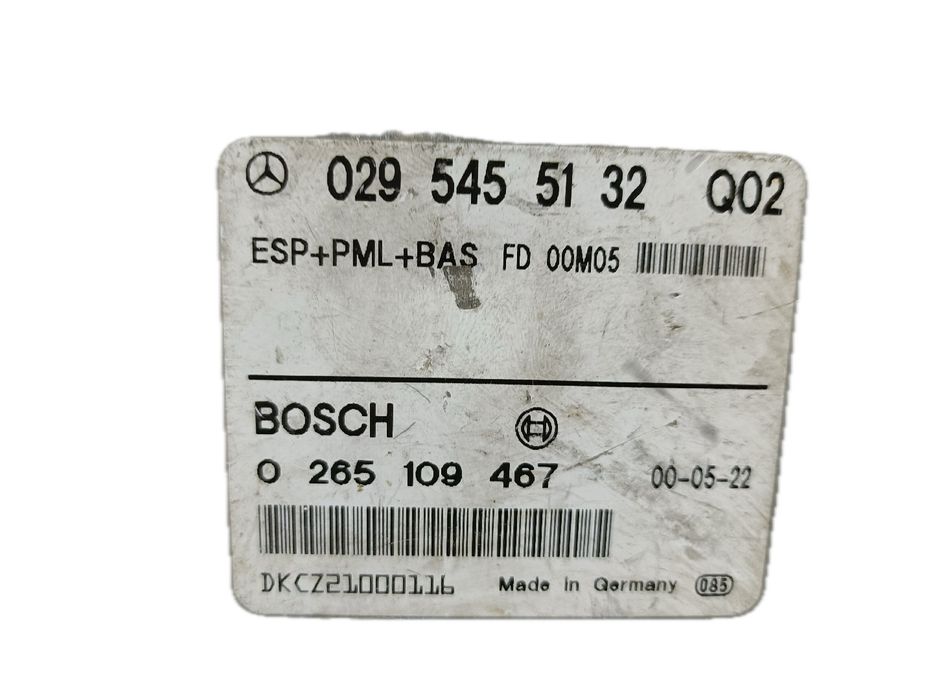 029 545 51 32 Q02
ESP+PML+BAS FD 00M05
BOSCH
0 265 109 467 00-05-22
DKCZ21000116 Made in Germany 085